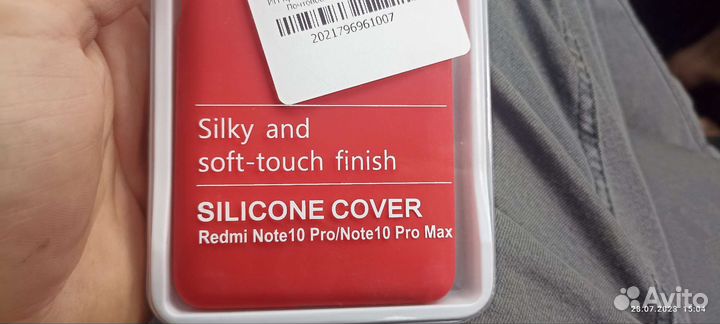 Почтово
2021796961007
Silky and
soft-touch finish
SILICONE COVER
Redmi Note10 Pro/Note10 Pro Max
Avito
28.07.2023 15:04